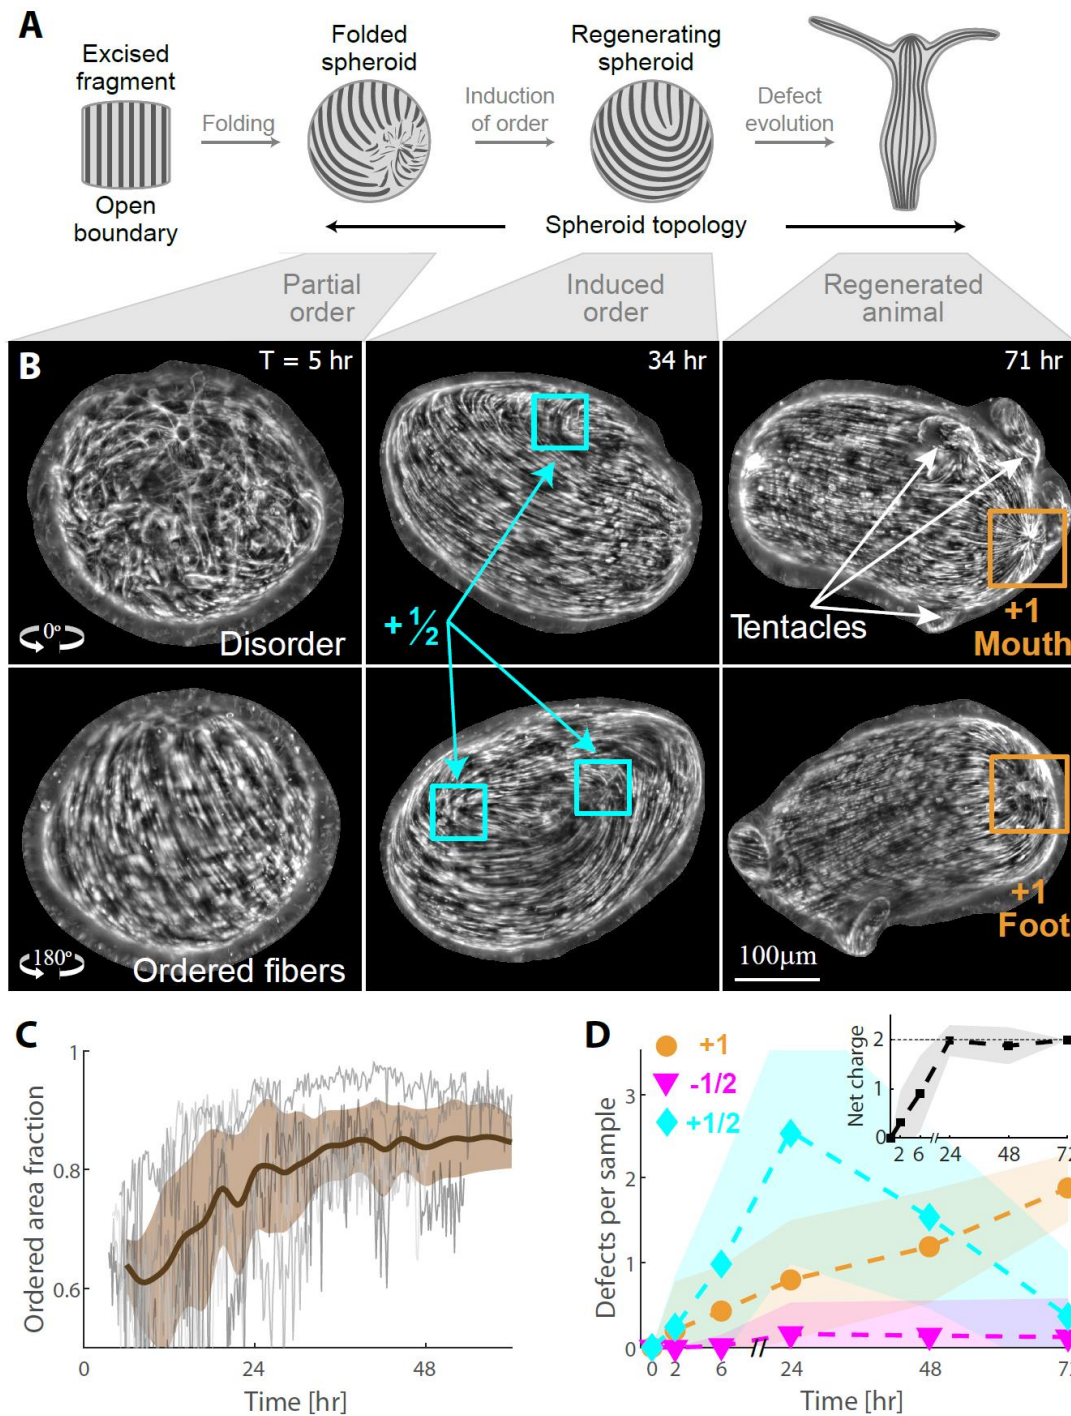 A
Excised
fragment
Folded
spheroid
Regenerating
spheroid
Folding
Induction
of order
Defect
evolution
Open
boundary
Spheroid topology
Partial
order
Induced
order
Regenerated
animal
B
T = 5 hr
34 hr
71 hr
0°
Disorder
+½
Tentacles
+1
Mouth
180°
Ordered fibers
+1
Foot
100µm
C
Ordered area fraction
1
0.8
0.6
0
24
48
Time [hr]
D
+1
-1/2
+1/2
Defects per sample
3
2
1
0
0
2
6
24
48
72
Time [hr]
Net charge
2
1
0
2
6
24
48
72